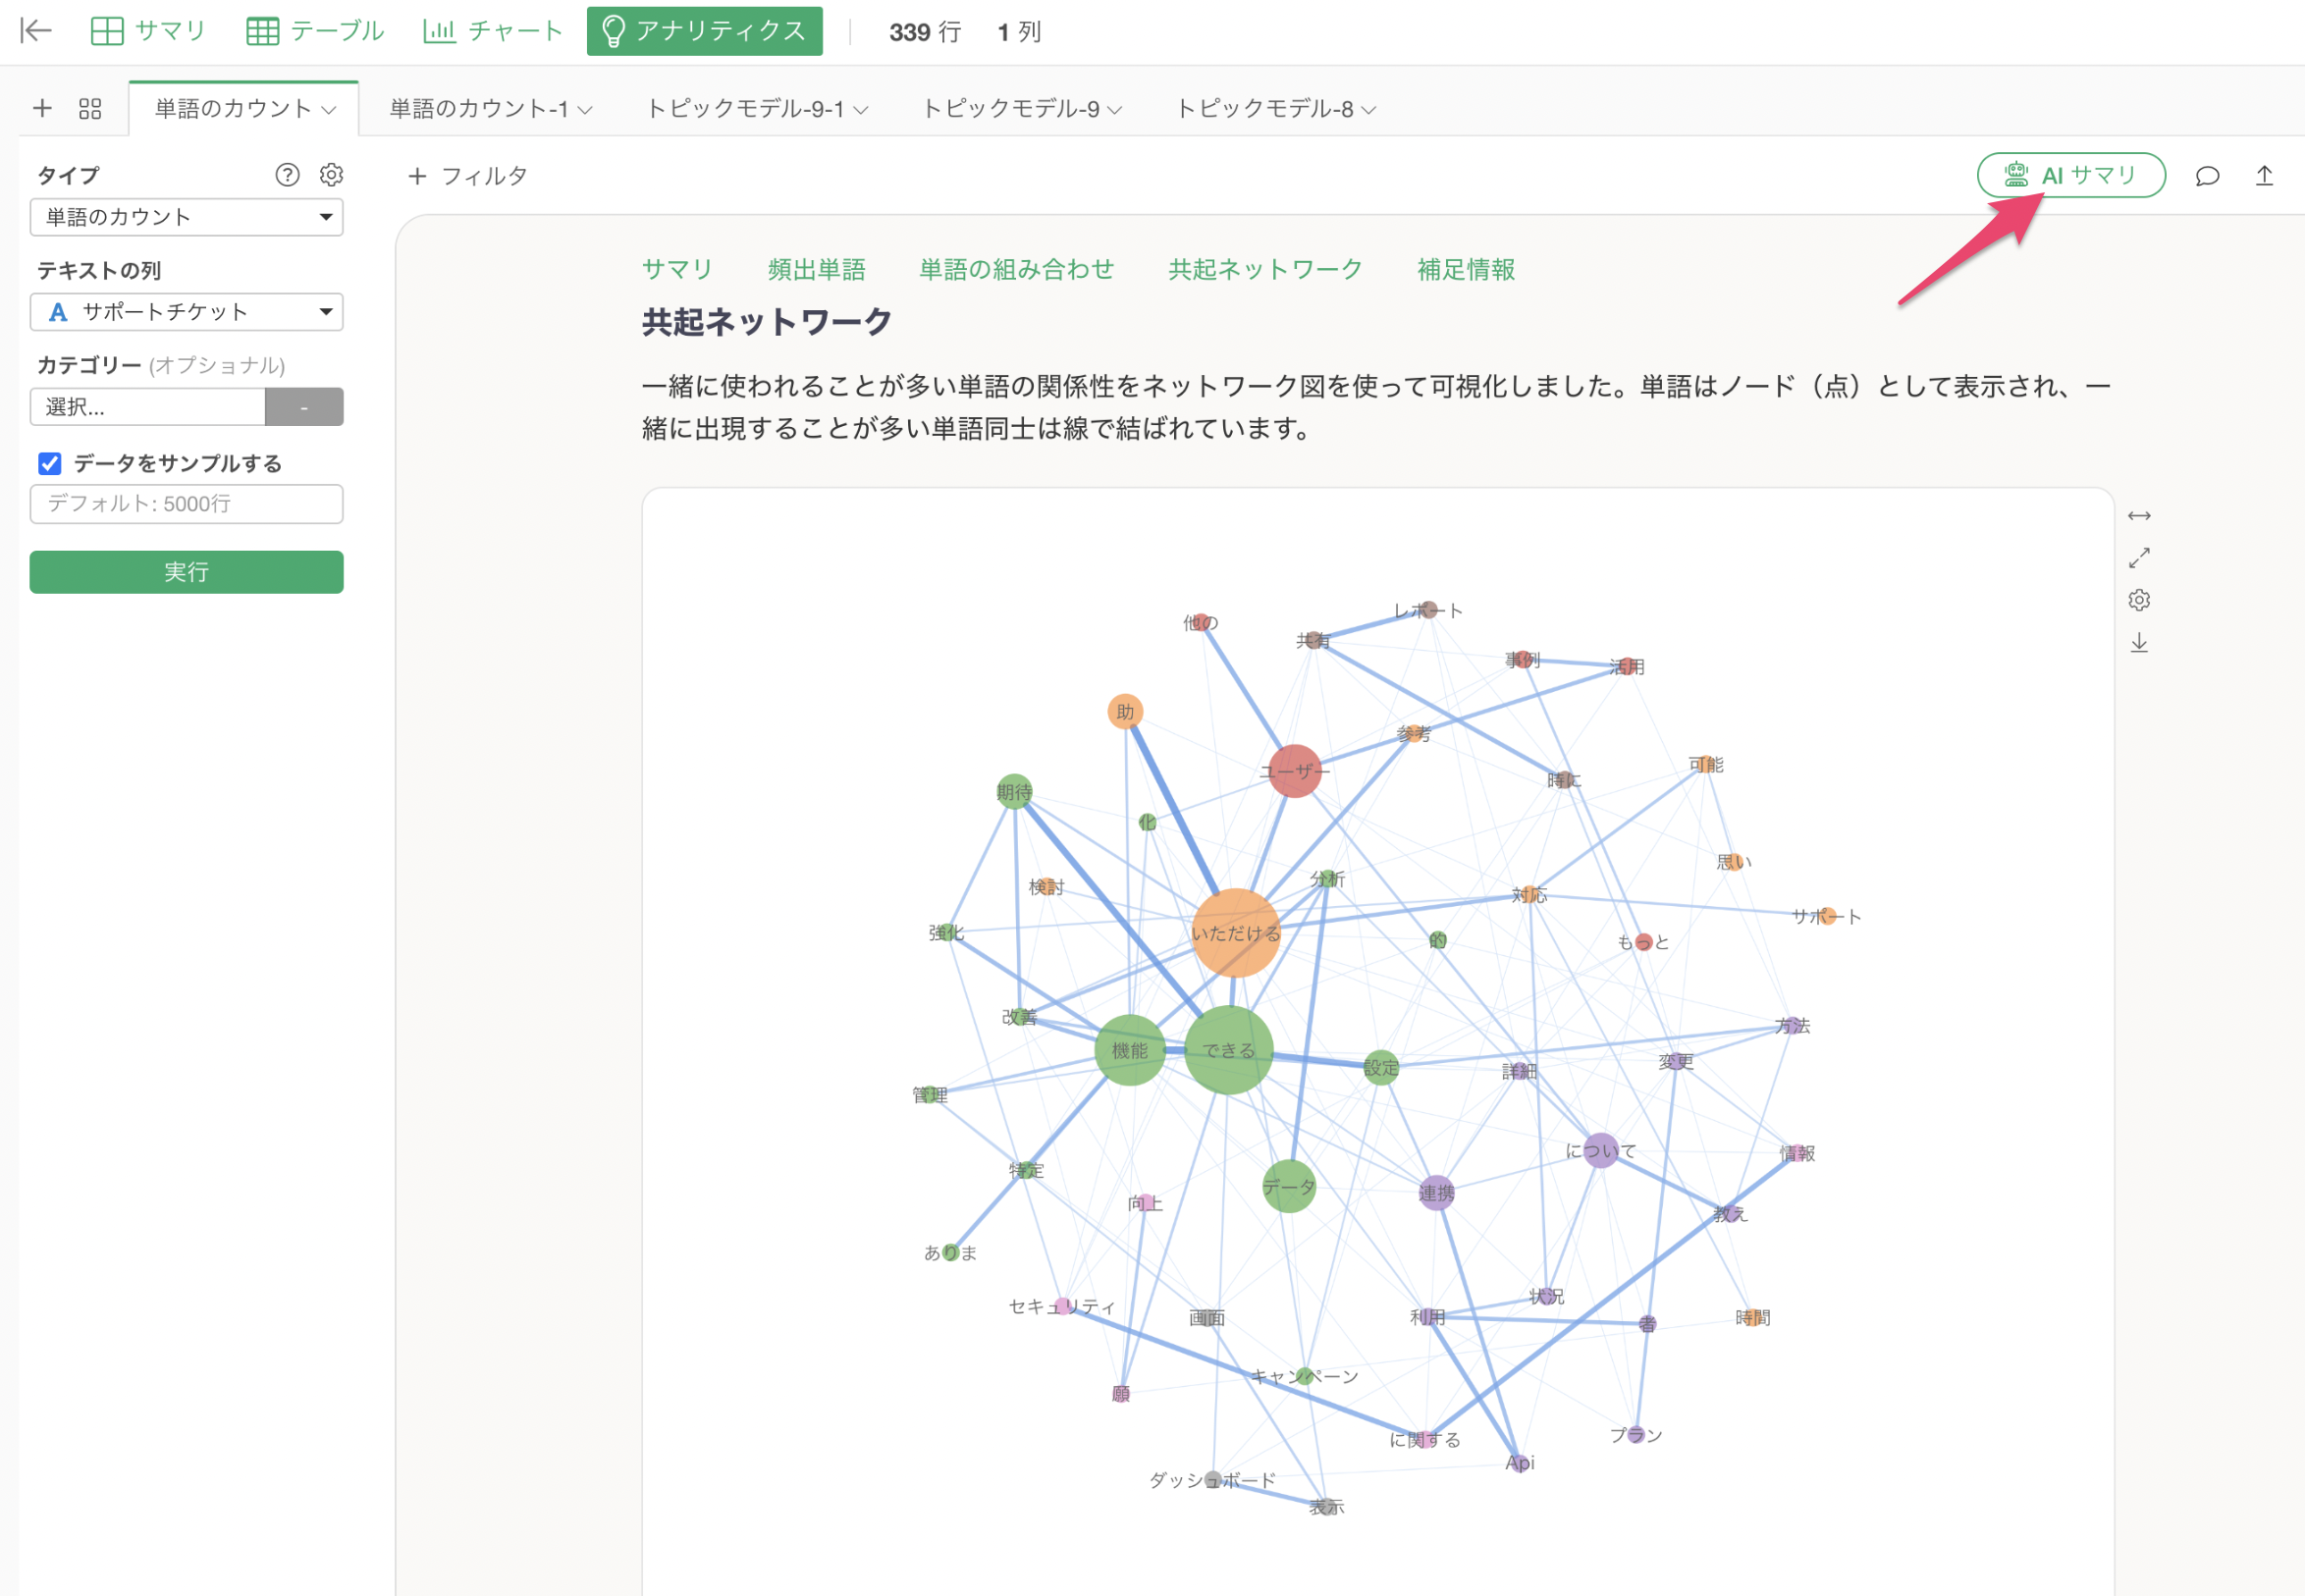 サマリ テーブル チャート アナリティクス 339 行 1 列
単語のカウント 単語のカウント-1 トピックモデル-9-1 トピックモデル-9 トピックモデル-8
タイプ
単語のカウント
テキストの列
A サポートチケット
カテゴリー (オプショナル)
選択... -
データをサンプルする
デフォルト: 5000行
実行
+ フィルタ
AI サマリ
サマリ 頻出単語 単語の組み合わせ 共起ネットワーク 補足情報
共起ネットワーク
一緒に使われることが多い単語の関係性をネットワーク図を使って可視化しました。単語はノード（点）として表示され、一
緒に出現することが多い単語同士は線で結ばれています。
レポート
他の
共有
事例
活用
助
参考
ユーザー
可能
時に
期待
化
思い
分析
検討
対応
サポート
強化
いただける
的
もっと
改善
方法
機能
できる
設定
変更
詳細
管理
について
情報
特定
データ
連携
向上
教え
ありま
状況
セキュリティ
画面
利用
者
時間
キャンペーン
願
に関する
プラン
Api
ダッシュボード
表示